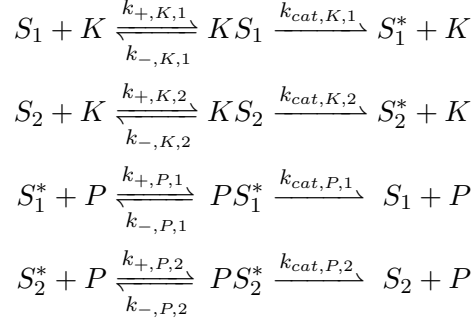 $S_1 + K \underset{k_{-,K,1}}{\overset{k_{+,K,1}}{\rightleftharpoons}} KS_1 \xrightarrow{k_{cat,K,1}} S_1^* + K$
$S_2 + K \underset{k_{-,K,2}}{\overset{k_{+,K,2}}{\rightleftharpoons}} KS_2 \xrightarrow{k_{cat,K,2}} S_2^* + K$
$S_1^* + P \underset{k_{-,P,1}}{\overset{k_{+,P,1}}{\rightleftharpoons}} PS_1^* \xrightarrow{k_{cat,P,1}} S_1 + P$
$S_2^* + P \underset{k_{-,P,2}}{\overset{k_{+,P,2}}{\rightleftharpoons}} PS_2^* \xrightarrow{k_{cat,P,2}} S_2 + P$